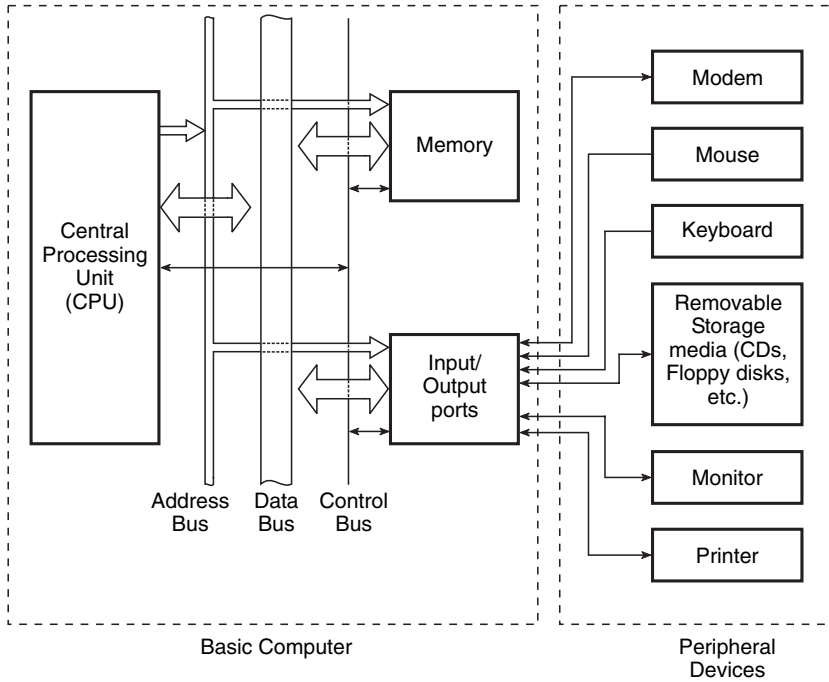 Central
Processing
Unit
(CPU)
Memory
Input/
Output
ports
Address
Bus
Data
Bus
Control
Bus
Basic Computer
Modem
Mouse
Keyboard
Removable
Storage
media (CDs,
Floppy disks,
etc.)
Monitor
Printer
Peripheral
Devices